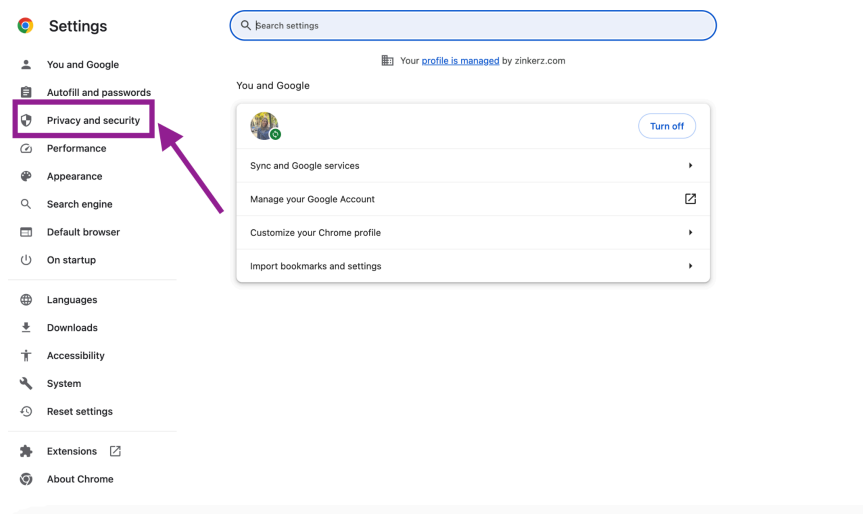 Settings
Search settings
You and Google
Autofill and passwords
Privacy and security
Performance
Appearance
Search engine
Default browser
On startup
Languages
Downloads
Accessibility
System
Reset settings
Extensions
About Chrome
Your profile is managed by zinkerz.com
You and Google
Turn off
Sync and Google services
Manage your Google Account
Customize your Chrome profile
Import bookmarks and settings